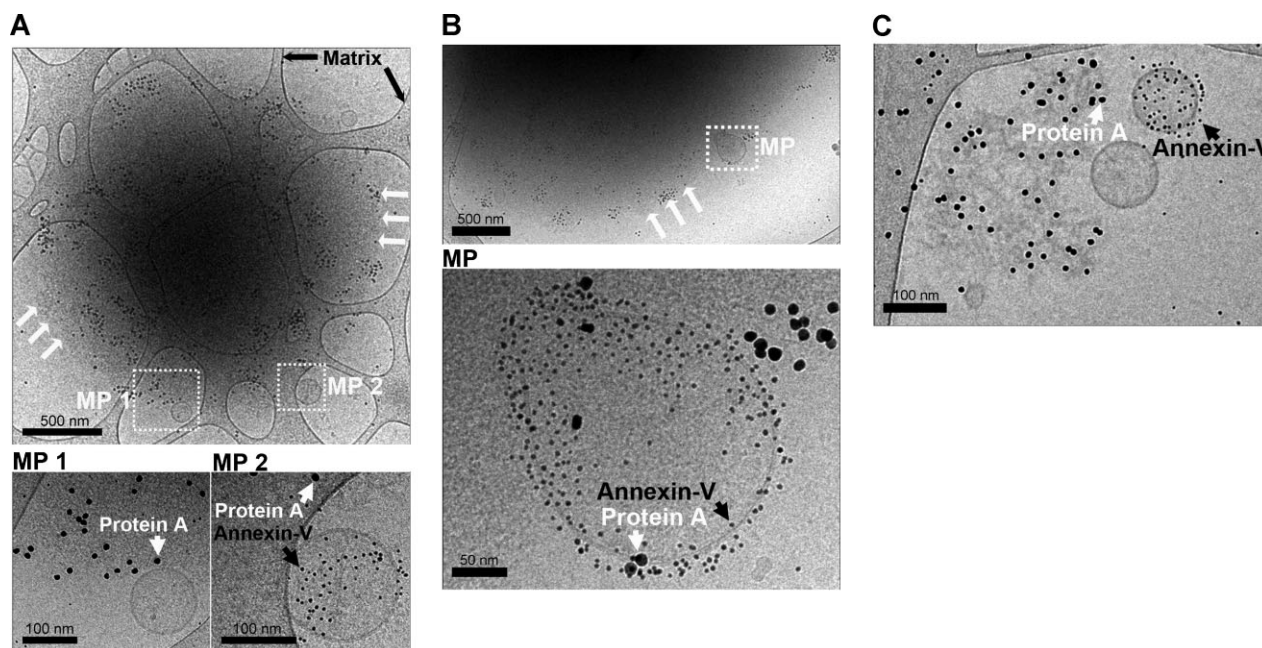 A
Matrix
MP 1
MP 2
500 nm
MP 1
Protein A
100 nm
MP 2
Protein A
Annexin-V
100 nm
B
MP
500 nm
MP
Annexin-V
Protein A
50 nm
C
Protein A
Annexin-V
100 nm